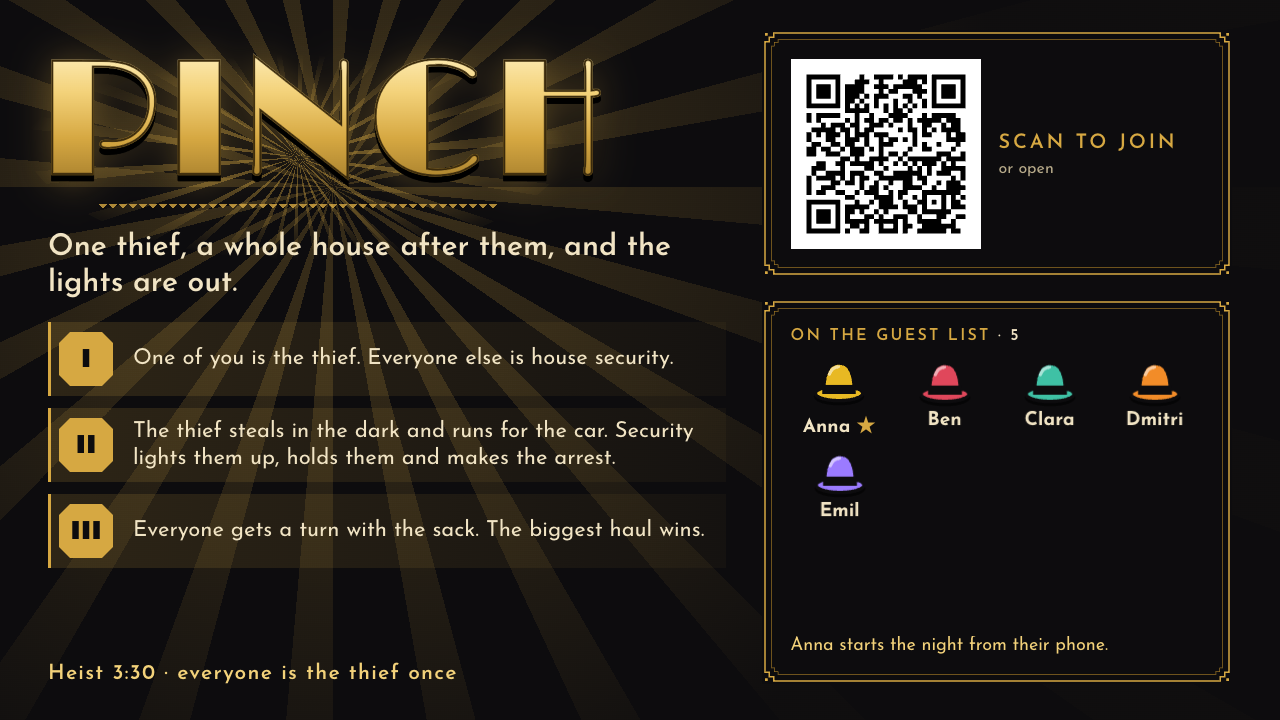 PINCH
One thief, a whole house after them, and the
lights are out.
I
One of you is the thief. Everyone else is house security.
II
The thief steals in the dark and runs for the car. Security
lights them up, holds them and makes the arrest.
III
Everyone gets a turn with the sack. The biggest haul wins.
Heist 3:30 · everyone is the thief once
SCAN TO JOIN
or open
ON THE GUEST LIST · 5
Anna ★
Ben
Clara
Dmitri
Emil
Anna starts the night from their phone.